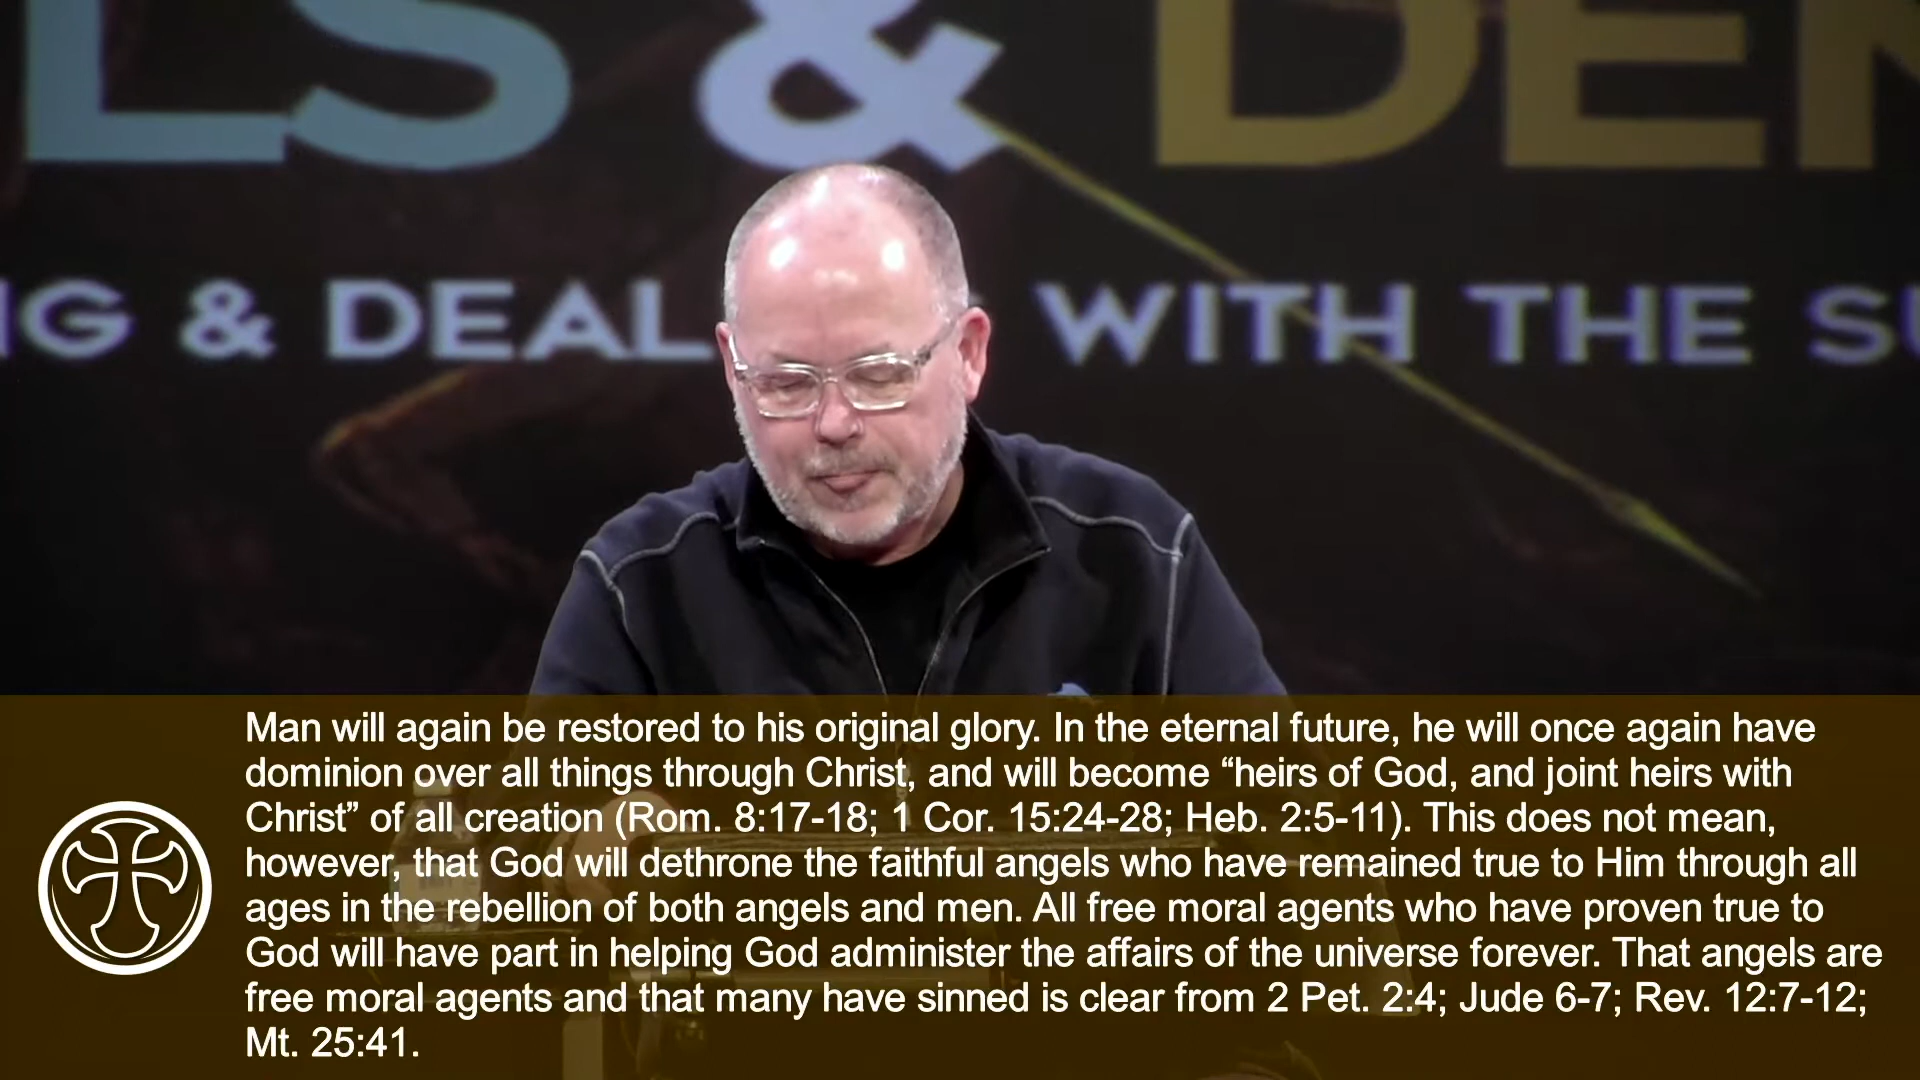 LS & DEM
NG & DEAL WITH THE SU
Man will again be restored to his original glory. In the eternal future, he will once again have
dominion over all things through Christ, and will become “heirs of God, and joint heirs with
Christ” of all creation (Rom. 8:17-18; 1 Cor. 15:24-28; Heb. 2:5-11). This does not mean,
however, that God will dethrone the faithful angels who have remained true to Him through all
ages in the rebellion of both angels and men. All free moral agents who have proven true to
God will have part in helping God administer the affairs of the universe forever. That angels are
free moral agents and that many have sinned is clear from 2 Pet. 2:4; Jude 6-7; Rev. 12:7-12;
Mt. 25:41.